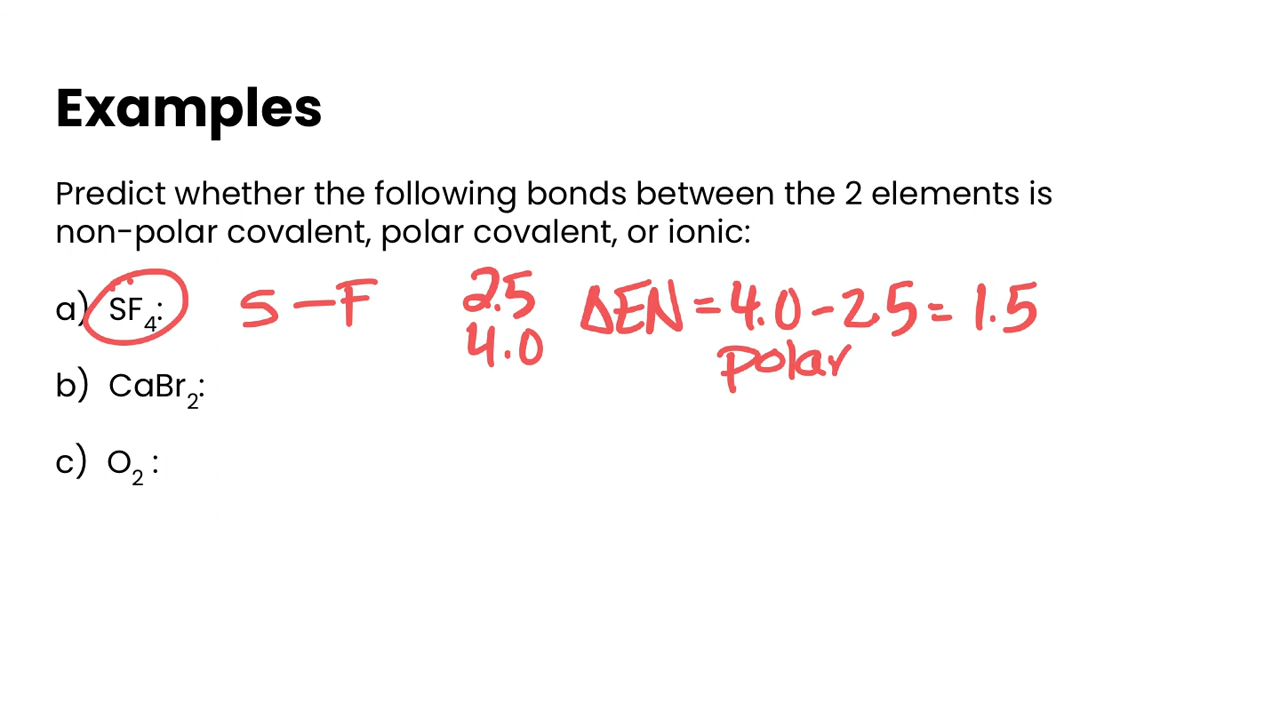 Examples
Predict whether the following bonds between the 2 elements is
non-polar covalent, polar covalent, or ionic:
a) SF₄: S – F 2.5 ΔEN = 4.0 – 2.5 = 1.5
4.0 polar
b) CaBr₂:
c) O₂ :